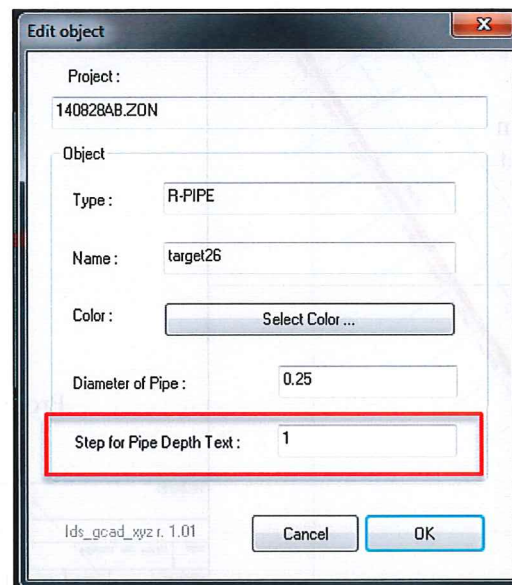 Edit object
Project :
140828AB.ZON
Object
Type :
R-PIPE
Name :
target26
Color :
Select Color ...
Diameter of Pipe :
0.25
Step for Pipe Depth Text :
1
Ids_gcad_xyz r. 1.01
Cancel
OK